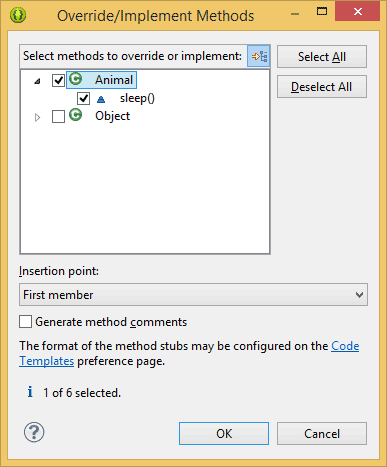 Override/Implement Methods
Select methods to override or implement:
Select All
Animal
Deselect All
sleep()
Object
Insertion point:
First member
Generate method comments
The format of the method stubs may be configured on the Code
Templates preference page.
1 of 6 selected.
OK
Cancel